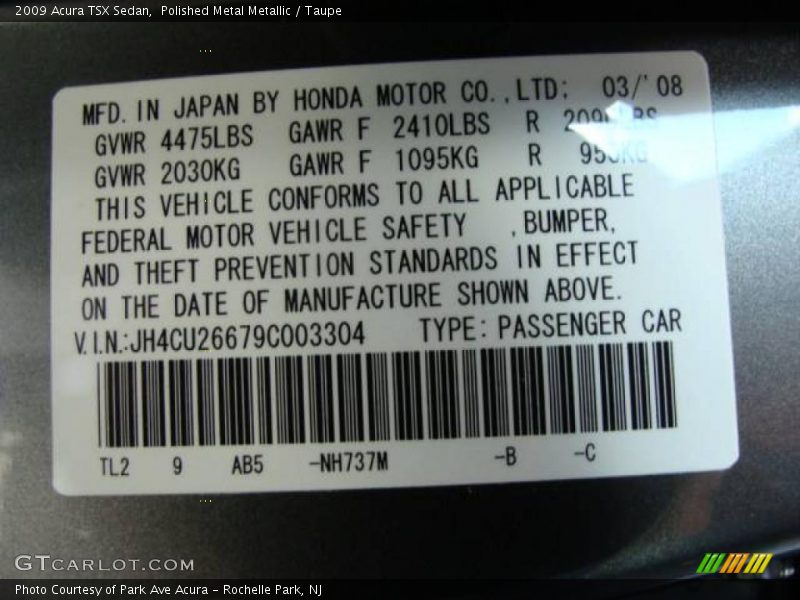 2009 Acura TSX Sedan,  Polished Metal Metallic / Taupe
MFD. IN JAPAN BY HONDA MOTOR CO., LTD: 03/'08
GVWR 4475LBS GAWR F 2410LBS R
GVWR 2030KG GAWR F 1095KG R
THIS VEHICLE CONFORMS TO ALL APPLICABLE
FEDERAL MOTOR VEHICLE SAFETY , BUMPER,
AND THEFT PREVENTION STANDARDS IN EFFECT
ON THE DATE OF MANUFACTURE SHOWN ABOVE.
V.I.N.:JH4CU26679C003304 TYPE: PASSENGER CAR
TL2 9 AB5 -NH737M -B -C
GTCARLOT.COM
Photo Courtesy of Park Ave Acura - Rochelle Park, NJ